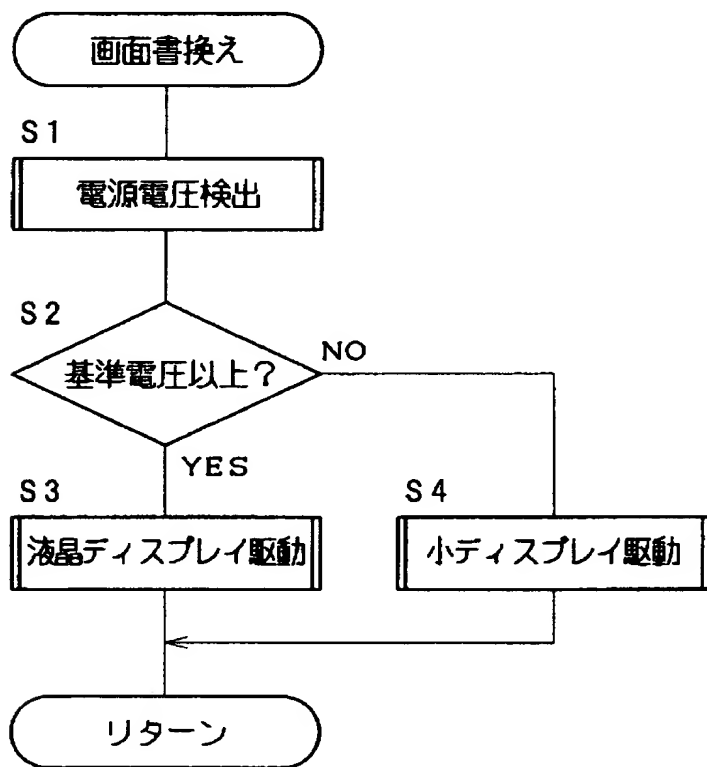 画面書換え
S1
電源電圧検出
S2
基準電圧以上?
NO
YES
S3
液晶ディスプレイ駆動
S4
小ディスプレイ駆動
リターン